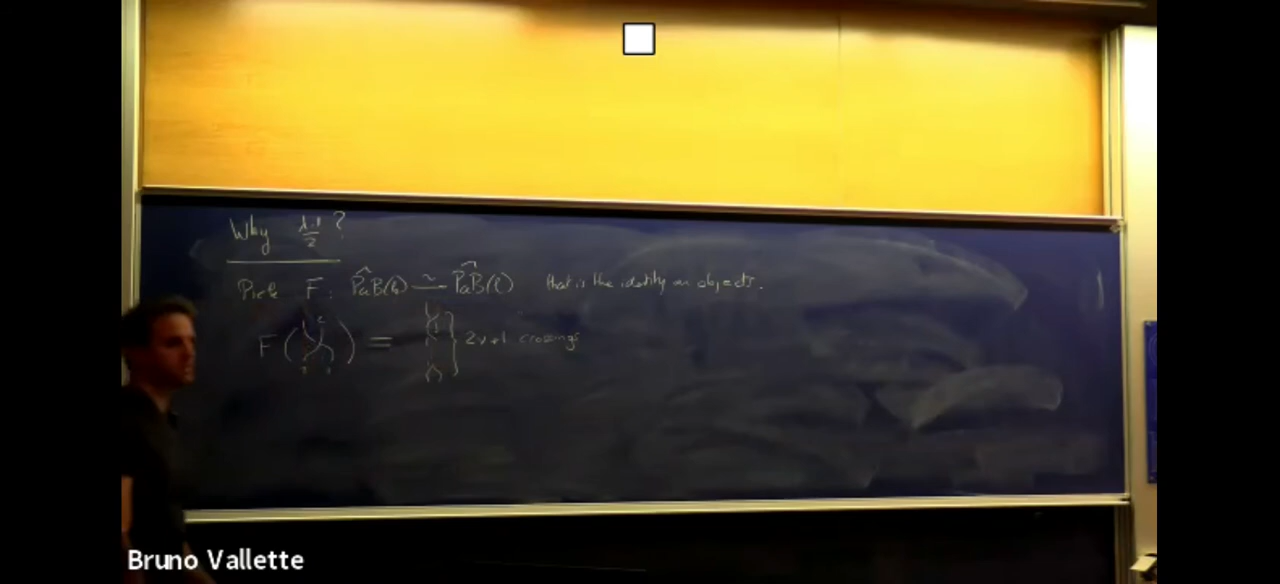 Why λ-1/2 ?
Pick F: P̂aB(k) ≃ P̂aB(k) that is the identity on objects.
F( ) = } 2ν+1 crossings
Bruno Vallette